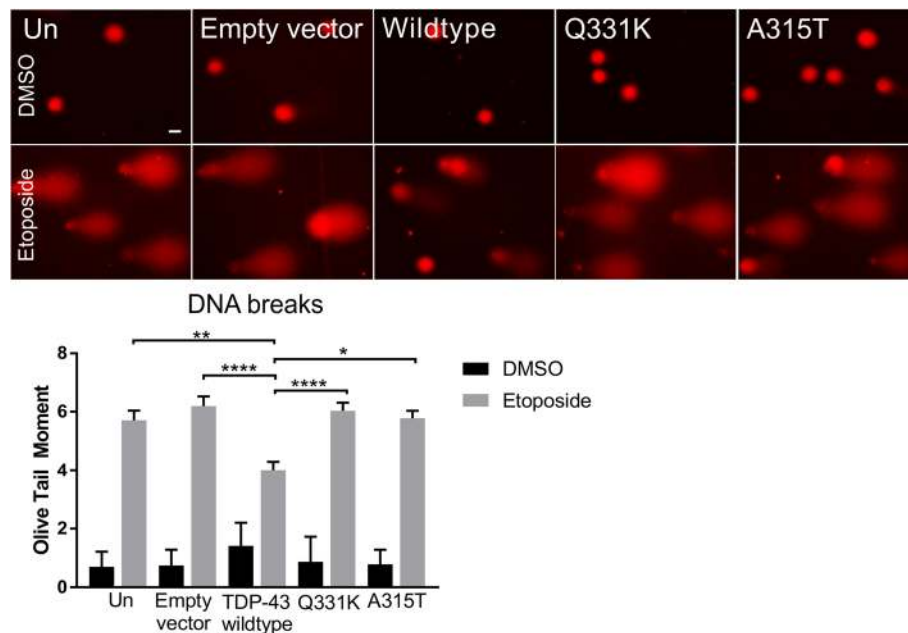 Un Empty vector Wildtype Q331K A315T
DMSO
Etoposide
DNA breaks
** 
*
**** ****
8
6
4
2
0
Olive Tail Moment
DMSO
Etoposide
Un Empty vector TDP-43 wildtype Q331K A315T